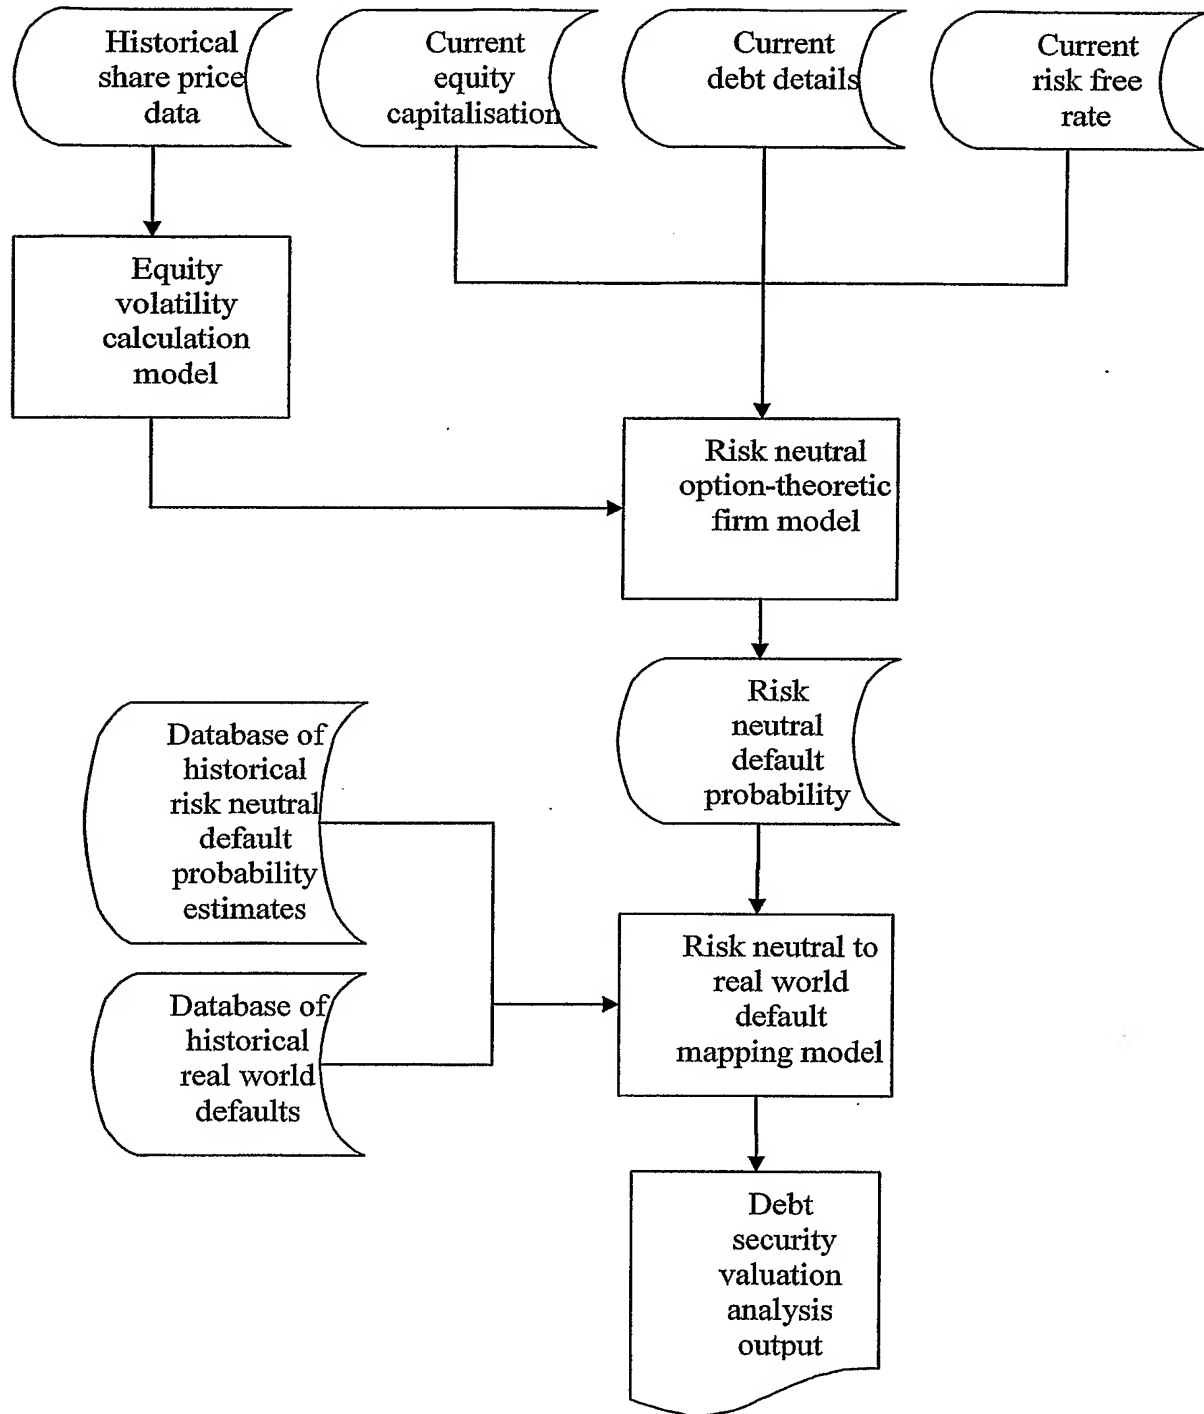 Historical
share price
data
Current
equity
capitalisation
Current
debt details
Current
risk free
rate
Equity
volatility
calculation
model
Risk neutral
option-theoretic
firm model
Risk
neutral
default
probability
Database of
historical
risk neutral
default
probability
estimates
Risk neutral to
real world
default
mapping model
Database of
historical
real world
defaults
Debt
security
valuation
analysis
output